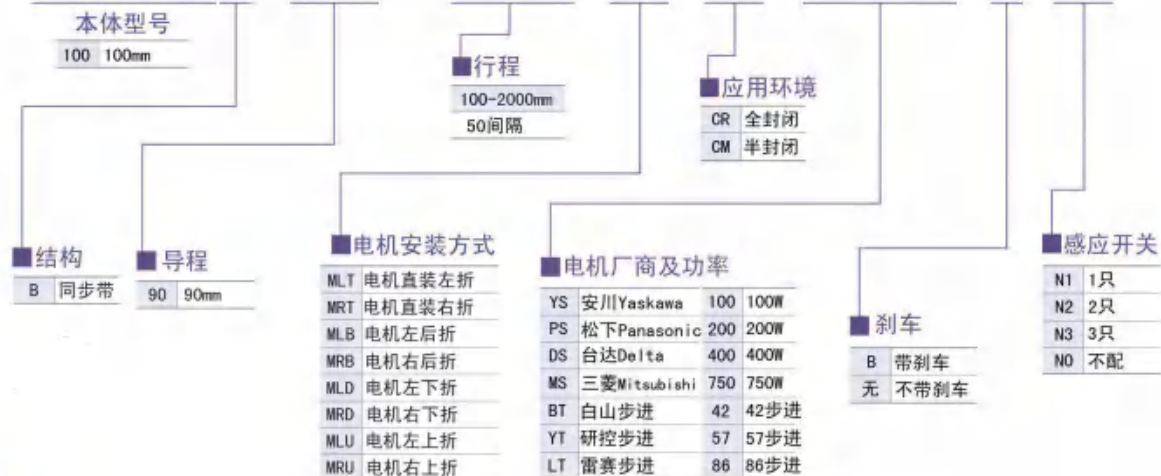 本体型号
100 100mm
■行程
100-2000mm
50间隔
■应用环境
CR 全封闭
CM 半封闭
■结构
B 同步带
■导程
90 90mm
■电机安装方式
MLT 电机直装左折
MRT 电机直装右折
MLB 电机左后折
MRB 电机右后折
MLD 电机左下折
MRD 电机右下折
MLU 电机左上折
MRU 电机右上折
■电机厂商及功率
YS 安川Yaskawa 100 100W
PS 松下Panasonic 200 200W
DS 台达Delta 400 400W
MS 三菱Mitsubishi 750 750W
BT 白山步进 42 42步进
YT 研控步进 57 57步进
LT 雷赛步进 86 86步进
■刹车
B 带刹车
无 不带刹车
■感应开关
N1 1只
N2 2只
N3 3只
N0 不配